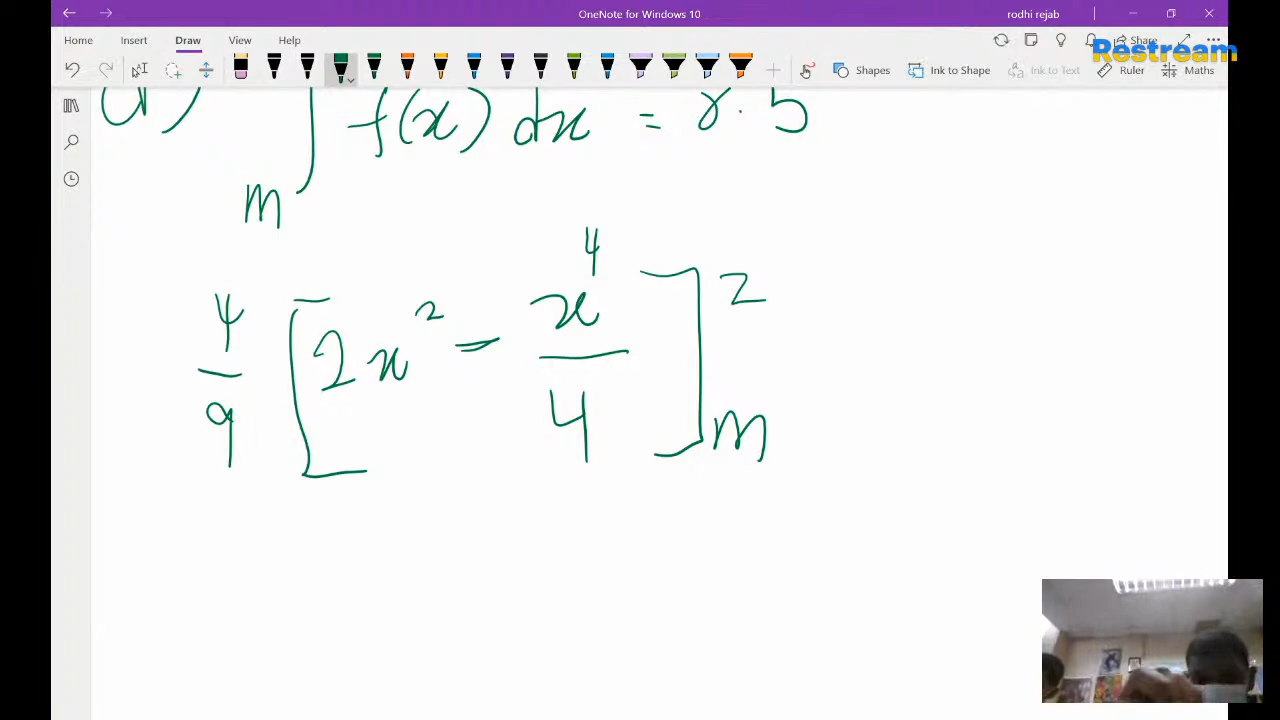 OneNote for Windows 10
rodhi rejab
Home Insert Draw View Help
Share
Restream
Shapes Ink to Shape Ink to Text Ruler Maths
∫ f(x) dx = 8.5
m
4/9 [2x² - x⁴/4]
2
m